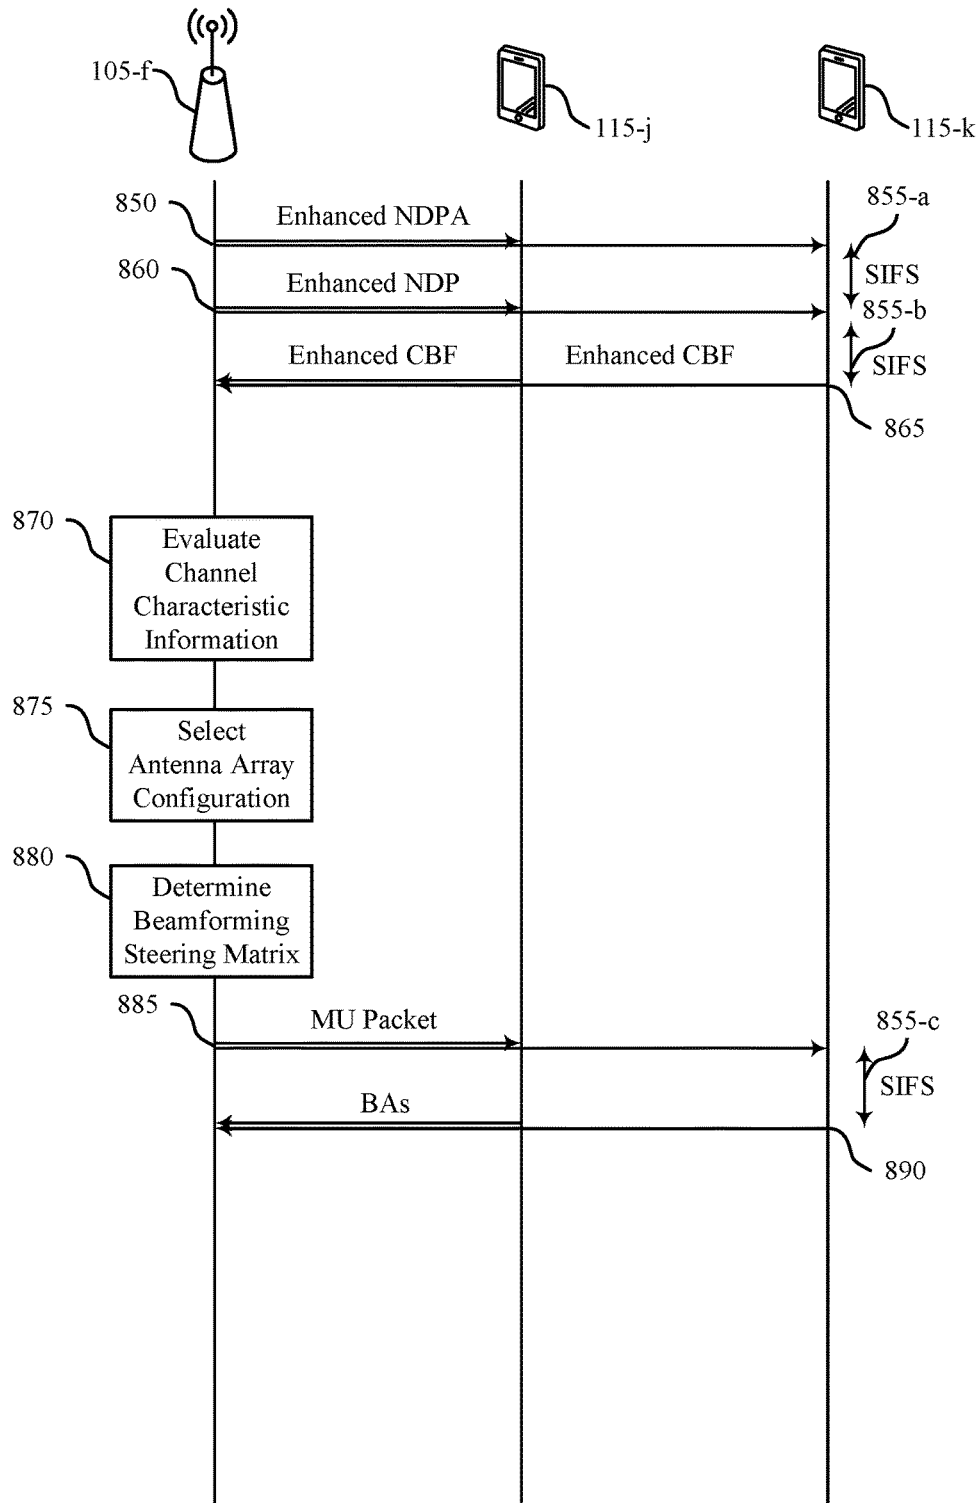 105-f
115-j
115-k
850
Enhanced NDPA
855-a
SIFS
860
Enhanced NDP
855-b
SIFS
Enhanced CBF
Enhanced CBF
865
870
Evaluate
Channel
Characteristic
Information
875
Select
Antenna Array
Configuration
880
Determine
Beamforming
Steering Matrix
885
MU Packet
855-c
SIFS
BAs
890